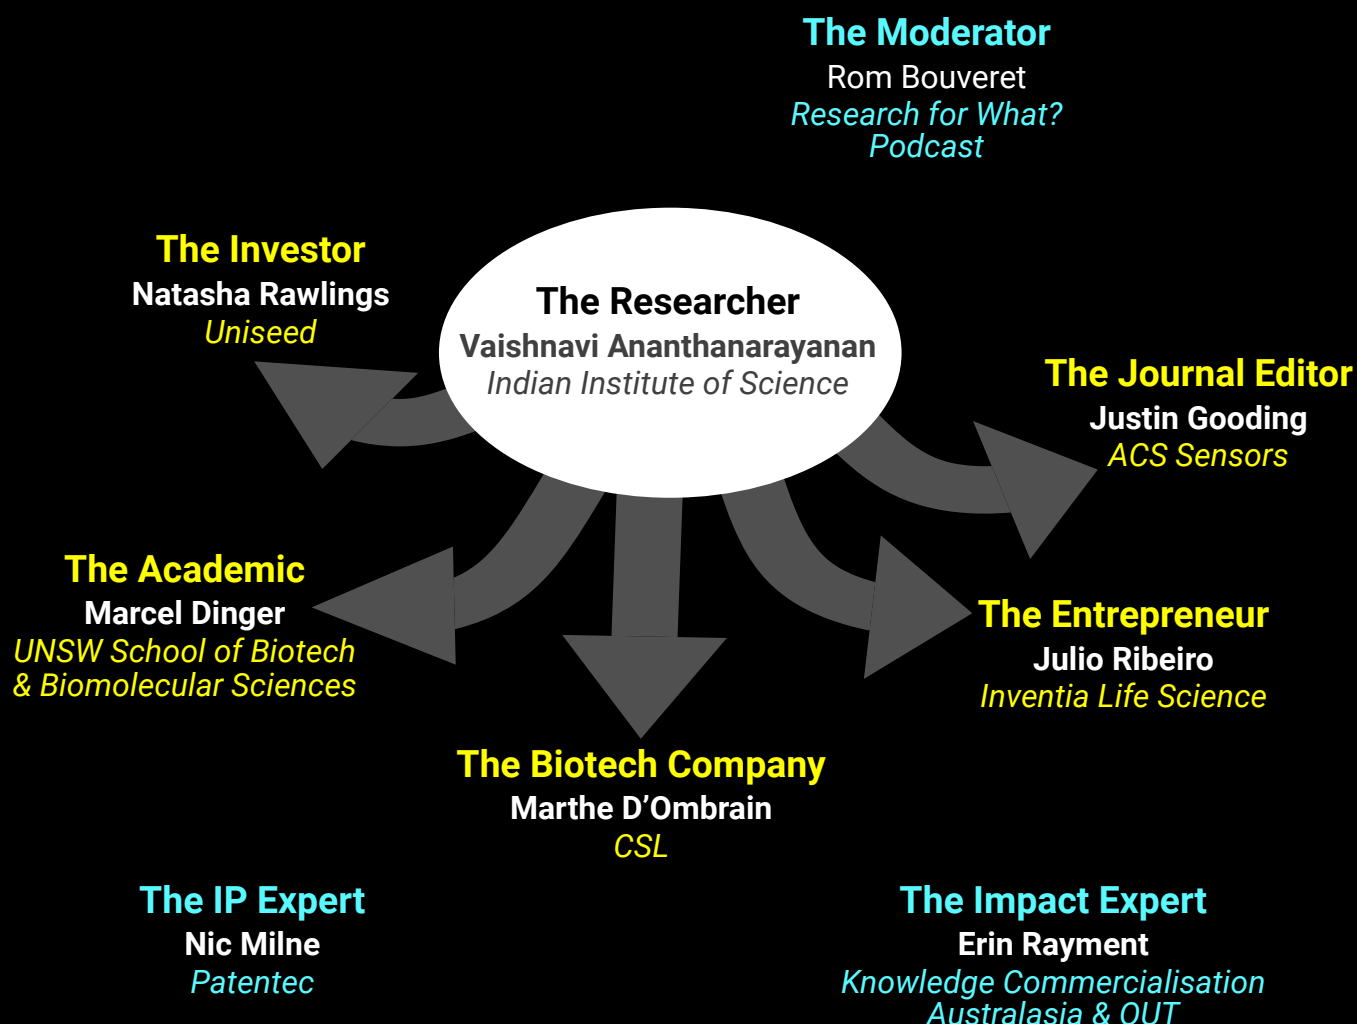 The Moderator
Rom Bouveret
Research for What?
Podcast
The Investor
Natasha Rawlings
Uniseed
The Researcher
Vaishnavi Ananthanarayanan
Indian Institute of Science
The Journal Editor
Justin Gooding
ACS Sensors
The Academic
Marcel Dinger
UNSW School of Biotech
& Biomolecular Sciences
The Entrepreneur
Julio Ribeiro
Inventia Life Science
The Biotech Company
Marthe D’Ombrain
CSL
The IP Expert
Nic Milne
Patentec
The Impact Expert
Erin Rayment
Knowledge Commercialisation
Australasia & QUT